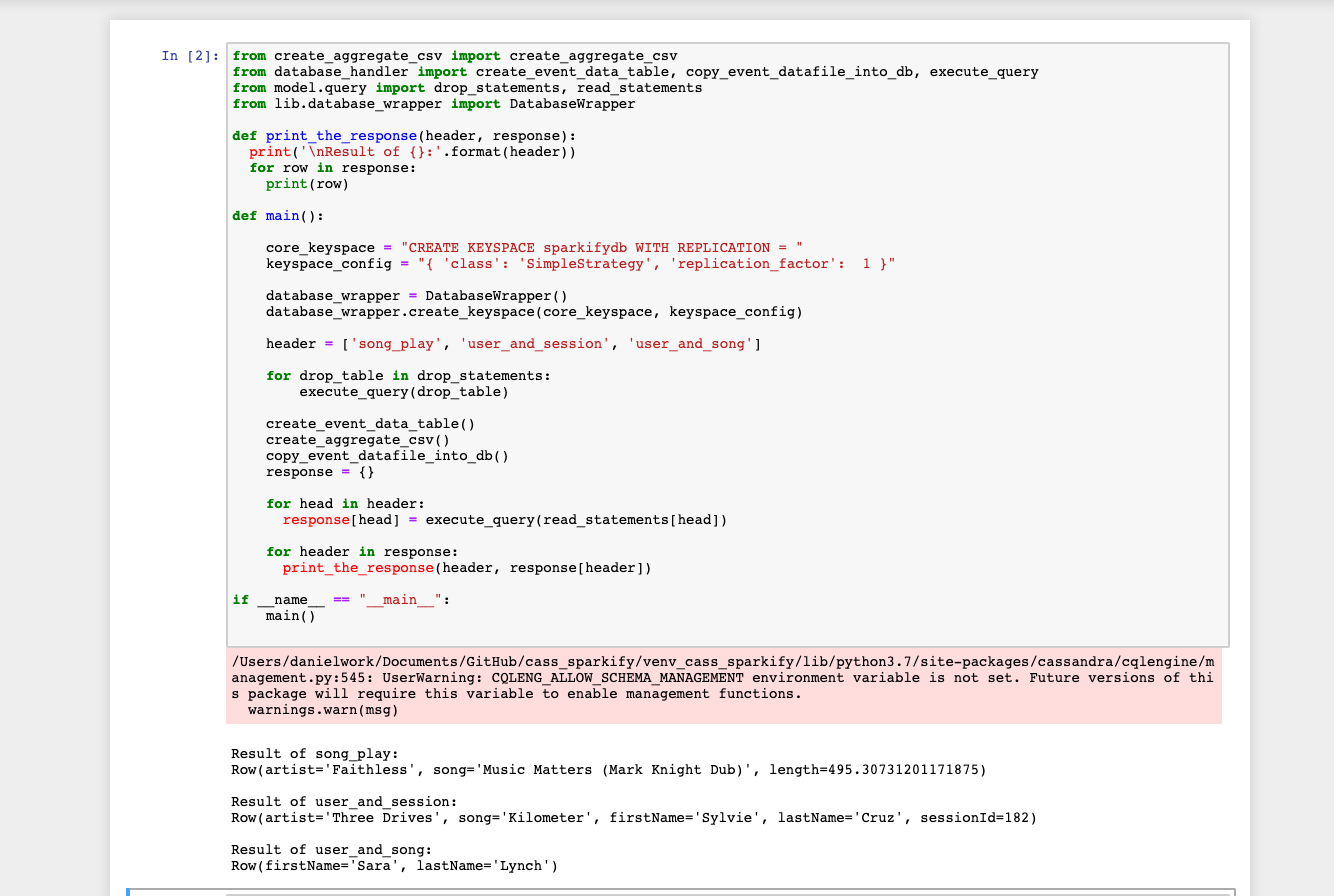 In [2]:
from create_aggregate_csv import create_aggregate_csv
from database_handler import create_event_data_table, copy_event_datafile_into_db, execute_query
from model.query import drop_statements, read_statements
from lib.database_wrapper import DatabaseWrapper
def print_the_response(header, response):
print('\nResult of {}:'.format(header))
for row in response:
print(row)
def main():
core_keyspace = "CREATE KEYSPACE sparkifydb WITH REPLICATION = "
keyspace_config = "{ 'class': 'SimpleStrategy', 'replication_factor':  1 }"
database_wrapper = DatabaseWrapper()
database_wrapper.create_keyspace(core_keyspace, keyspace_config)
header = ['song_play', 'user_and_session', 'user_and_song']
for drop_table in drop_statements:
execute_query(drop_table)
create_event_data_table()
create_aggregate_csv()
copy_event_datafile_into_db()
response = {}
for head in header:
response[head] = execute_query(read_statements[head])
for header in response:
print_the_response(header, response[header])
if __name__ == "__main__":
main()
/Users/danielwork/Documents/GitHub/cass_sparkify/venv_cass_sparkify/lib/python3.7/site-packages/cassandra/cqlengine/m
anagement.py:545: UserWarning: CQLENG_ALLOW_SCHEMA_MANAGEMENT environment variable is not set. Future versions of thi
s package will require this variable to enable management functions.
warnings.warn(msg)
Result of song_play:
Row(artist='Faithless', song='Music Matters (Mark Knight Dub)', length=495.30731201171875)
Result of user_and_session:
Row(artist='Three Drives', song='Kilometer', firstName='Sylvie', lastName='Cruz', sessionId=182)
Result of user_and_song:
Row(firstName='Sara', lastName='Lynch')